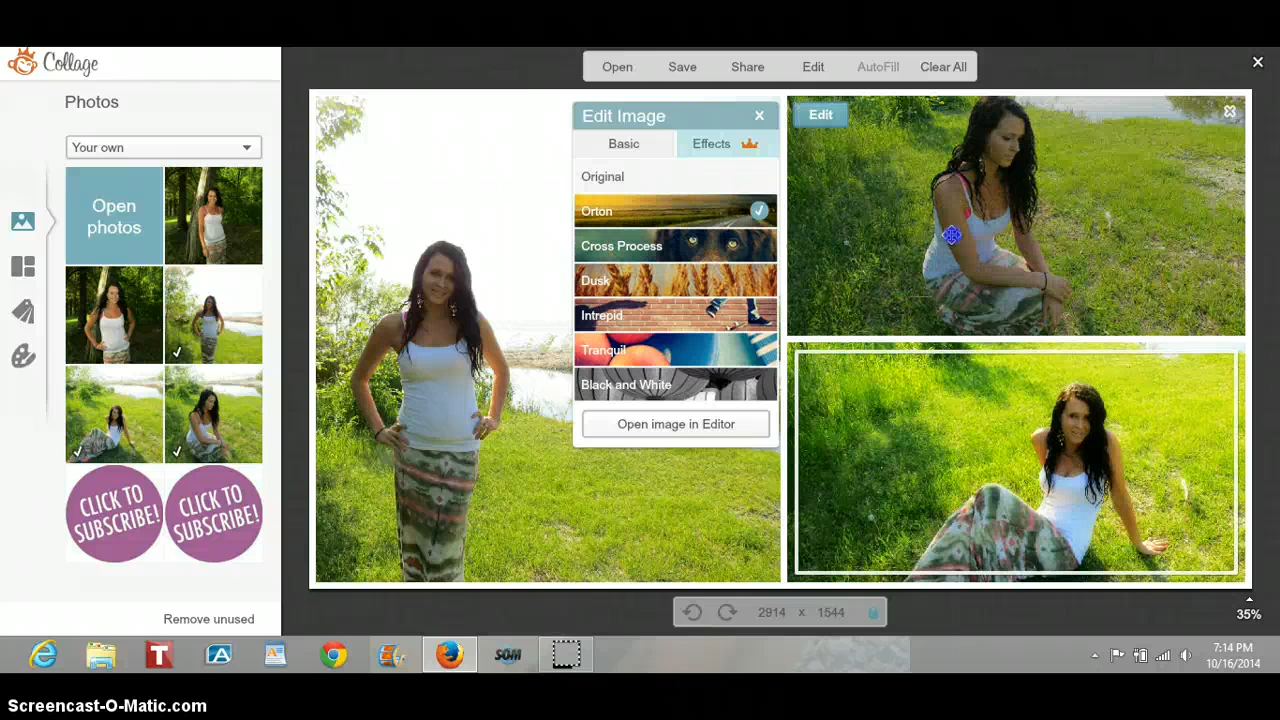 Collage
Open
Save
Share
Edit
AutoFill
Clear All
Photos
Your own
Open
photos
CLICK TO
SUBSCRIBE!
CLICK TO
SUBSCRIBE!
Remove unused
Edit Image
Basic
Effects
Original
Orton
Cross Process
Dusk
Intrepid
Tranquil
Black and White
Open image in Editor
Edit
2914 x 1544
35%
T
A
SOM
7:14 PM
10/16/2014
Screencast-O-Matic.com